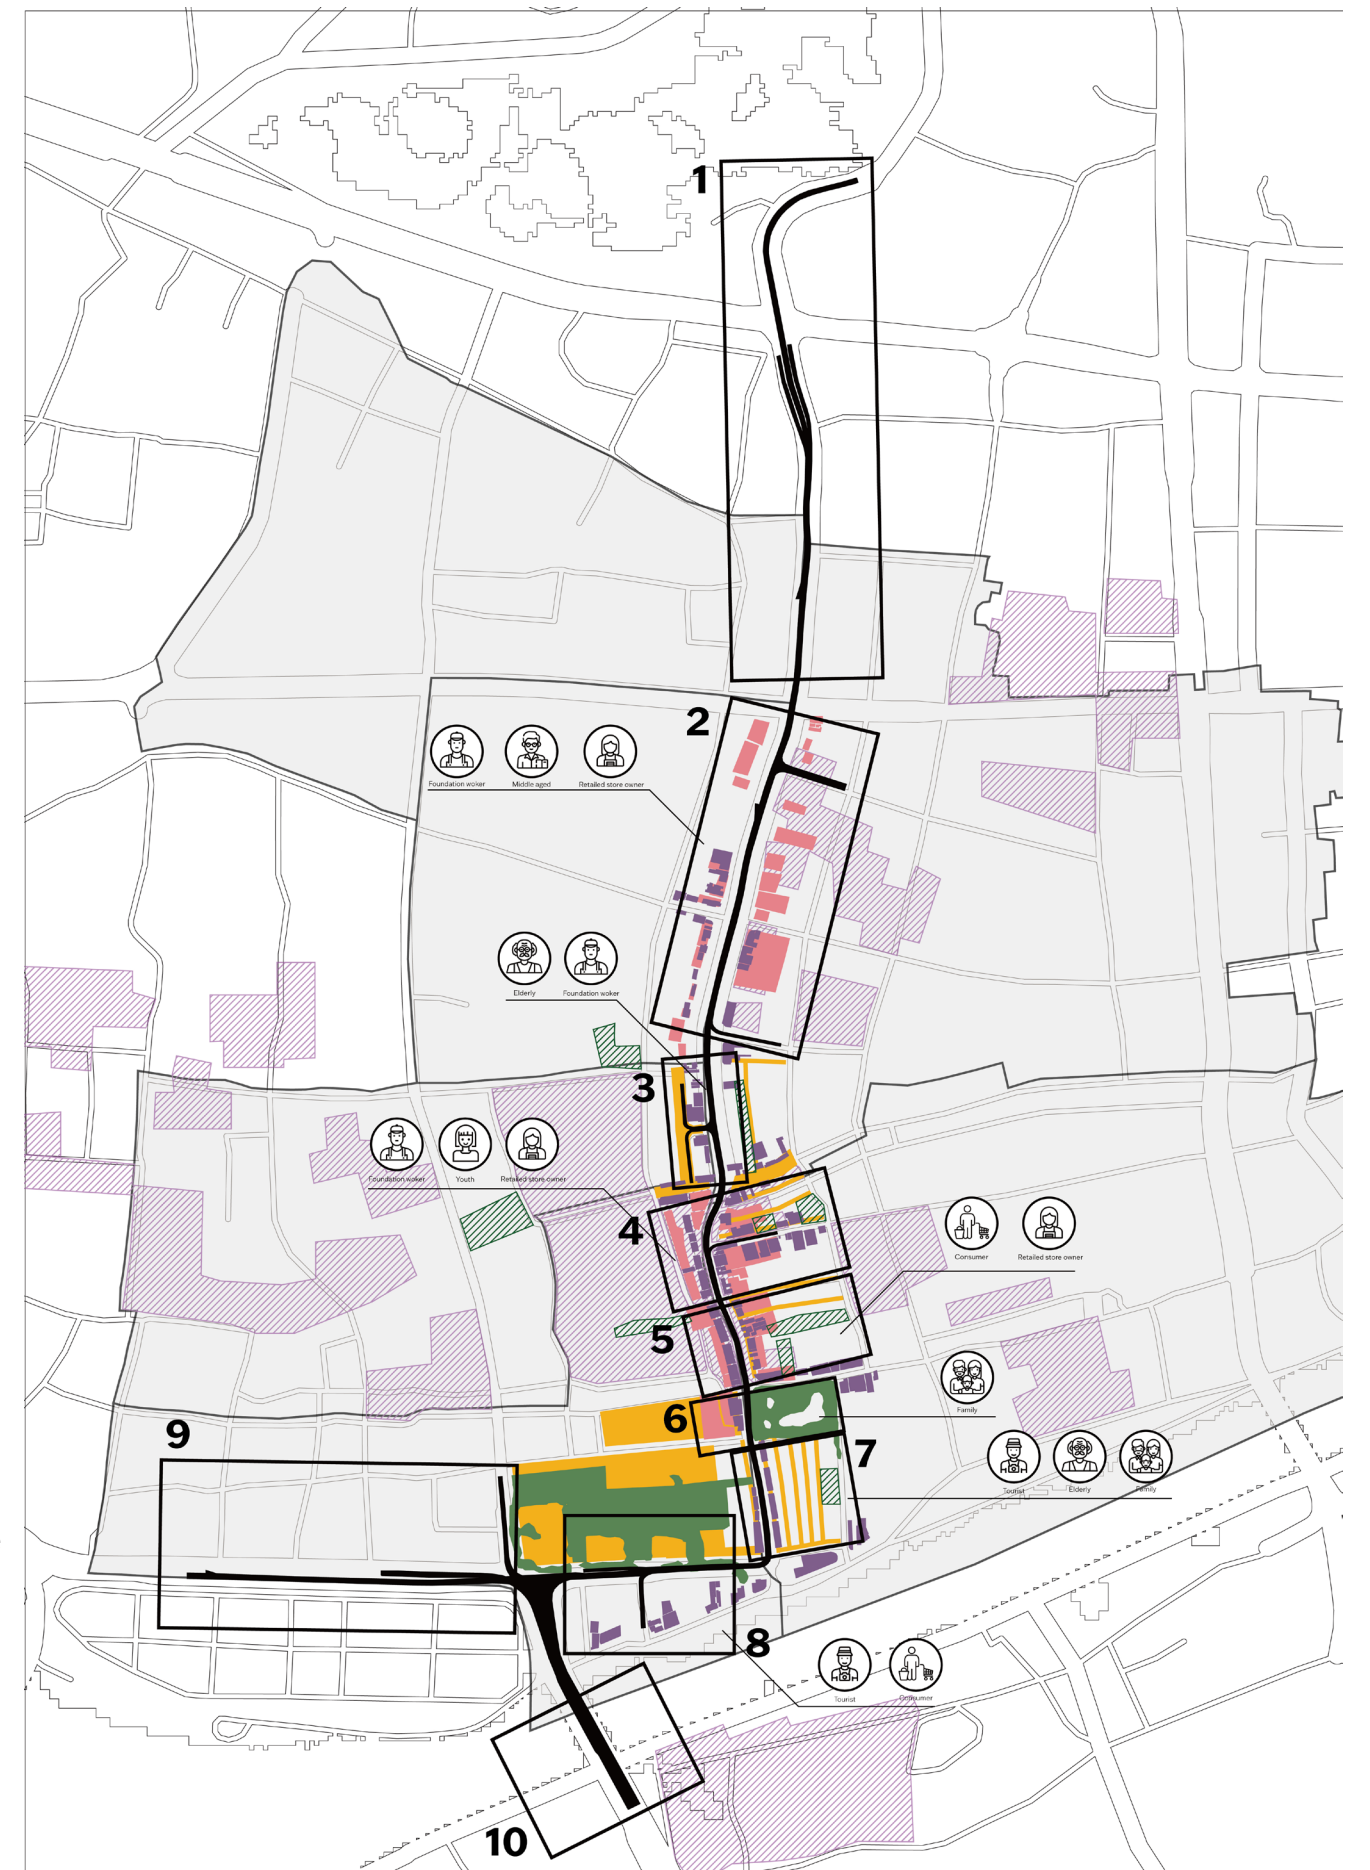 1
2
Foundation woker Middle aged Retailed store owner
Elderly Foundation woker
3
Foundation woker Youth Retailed store owner
4
Consumer Retailed store owner
5
Family
6
7
Tourist Elderly Family
9
8
Tourist Consumer
10